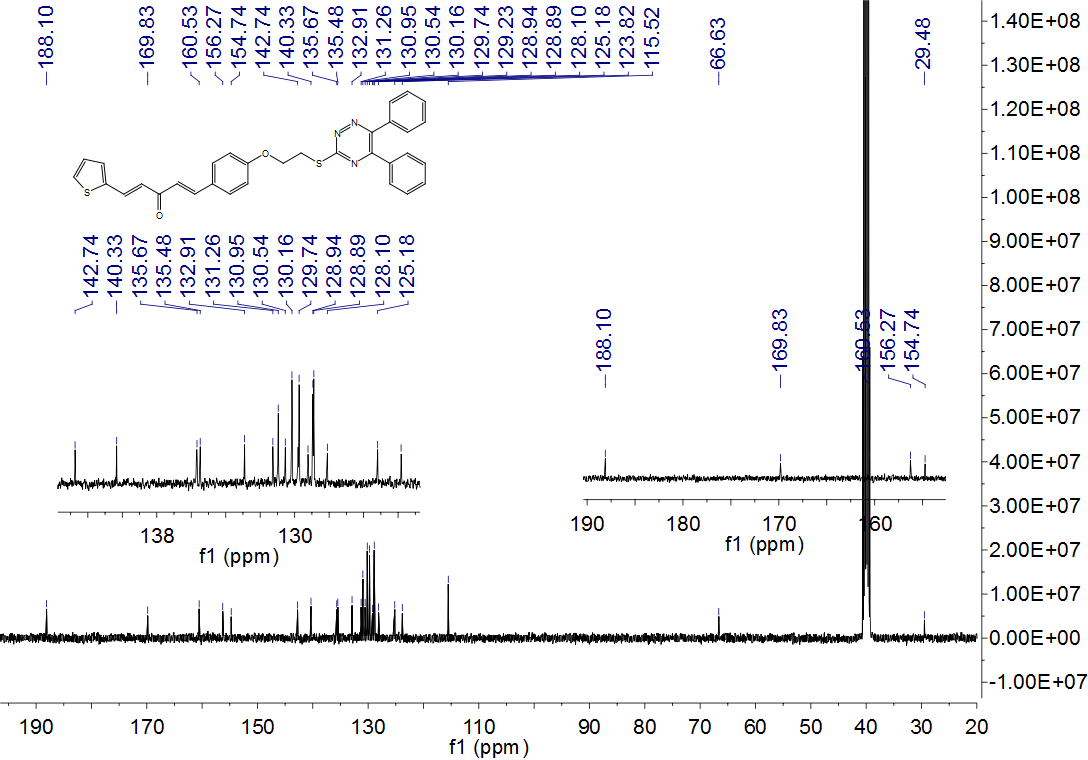 188.10 169.83 160.53 156.27 154.74 142.74 140.33 135.67 135.48 132.91 131.26 130.95 130.54 130.16 129.74 129.23 128.94 128.89 128.10 125.18 123.82 115.52 66.63 29.48
1.40E+08
1.30E+08
1.20E+08
1.10E+08
1.00E+08
9.00E+07
8.00E+07
7.00E+07
6.00E+07
5.00E+07
4.00E+07
3.00E+07
2.00E+07
1.00E+07
0.00E+00
-1.00E+07
N
N
N
S
O
S
O
142.74 140.33 135.67 135.48 132.91 131.26 130.95 130.54 130.16 129.74 128.94 128.89 128.10 125.18
138 130
f1 (ppm)
188.10 169.83 160.53 156.27 154.74
190 180 170 160
f1 (ppm)
190 170 150 130 110 90 80 70 60 50 40 30 20
f1 (ppm)